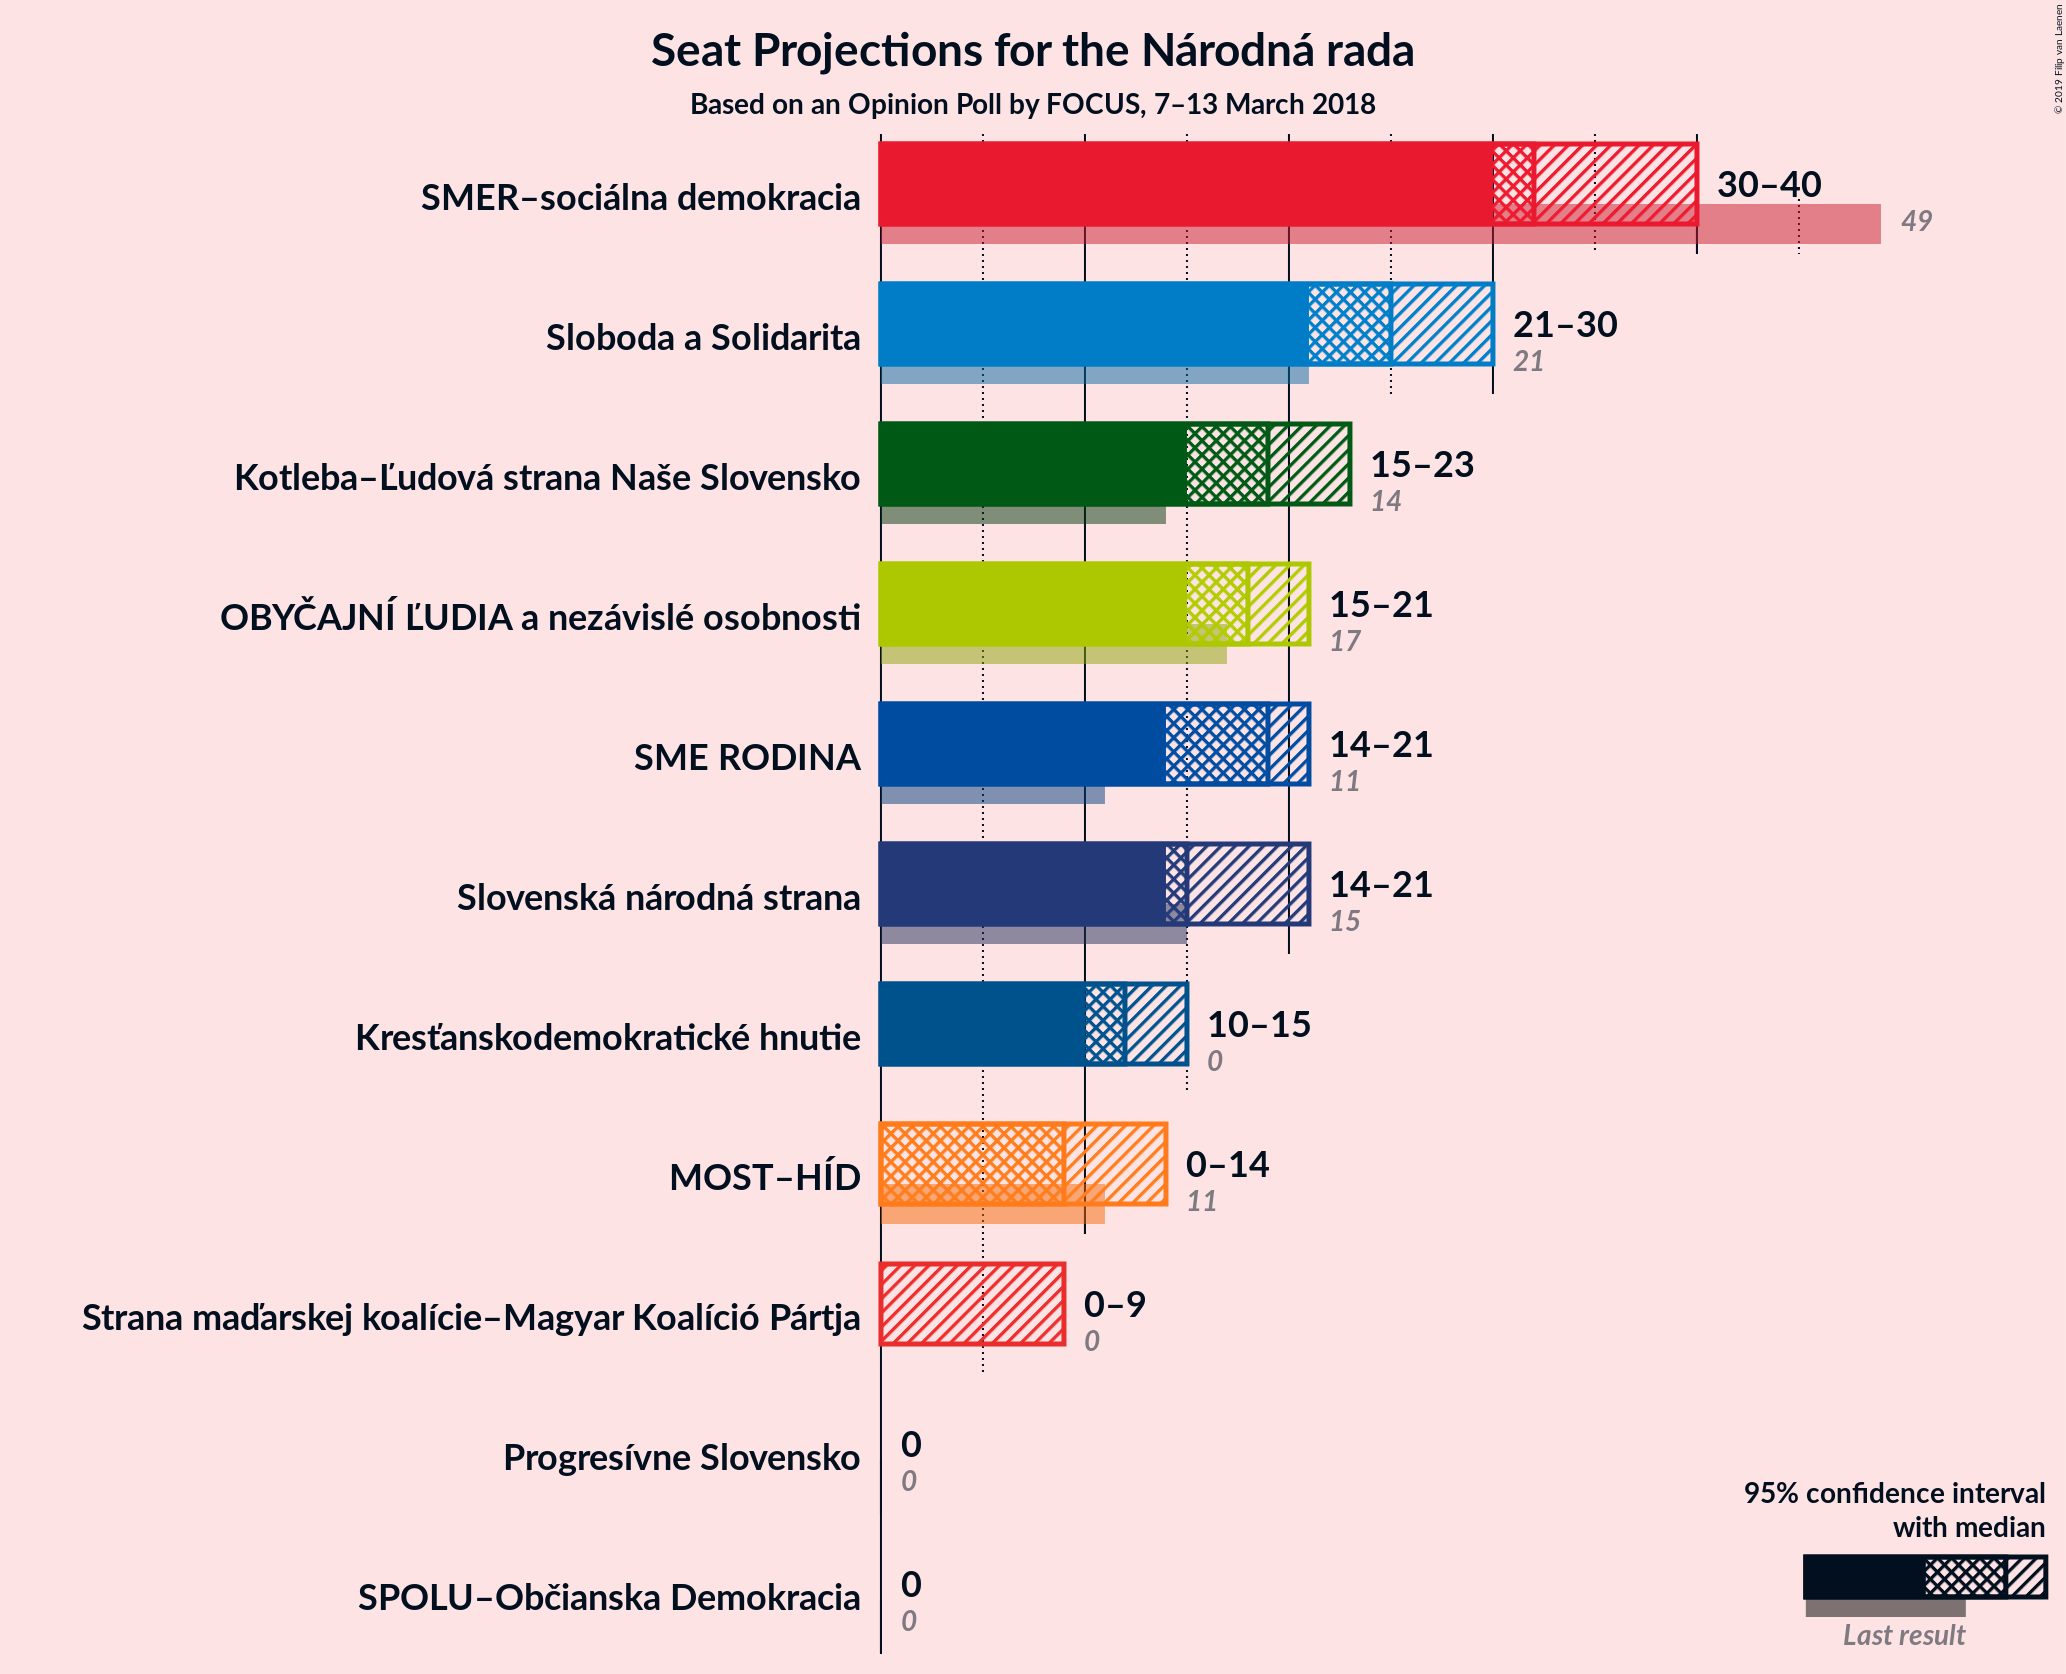 Seat Projections for the Národná rada
Based on an Opinion Poll by FOCUS, 7–13 March 2018
© 2019 Filip van Laenen
SMER–sociálna demokracia
30–40
49
Sloboda a Solidarita
21–30
21
Kotleba–Ľudová strana Naše Slovensko
15–23
14
OBYČAJNÍ ĽUDIA a nezávislé osobnosti
15–21
17
SME RODINA
14–21
11
Slovenská národná strana
14–21
15
Kresťanskodemokratické hnutie
10–15
0
MOST–HÍD
0–14
11
Strana maďarskej koalície–Magyar Koalíció Pártja
0–9
0
Progresívne Slovensko
0
0
SPOLU–Občianska Demokracia
0
0
95% confidence interval
with median
Last result